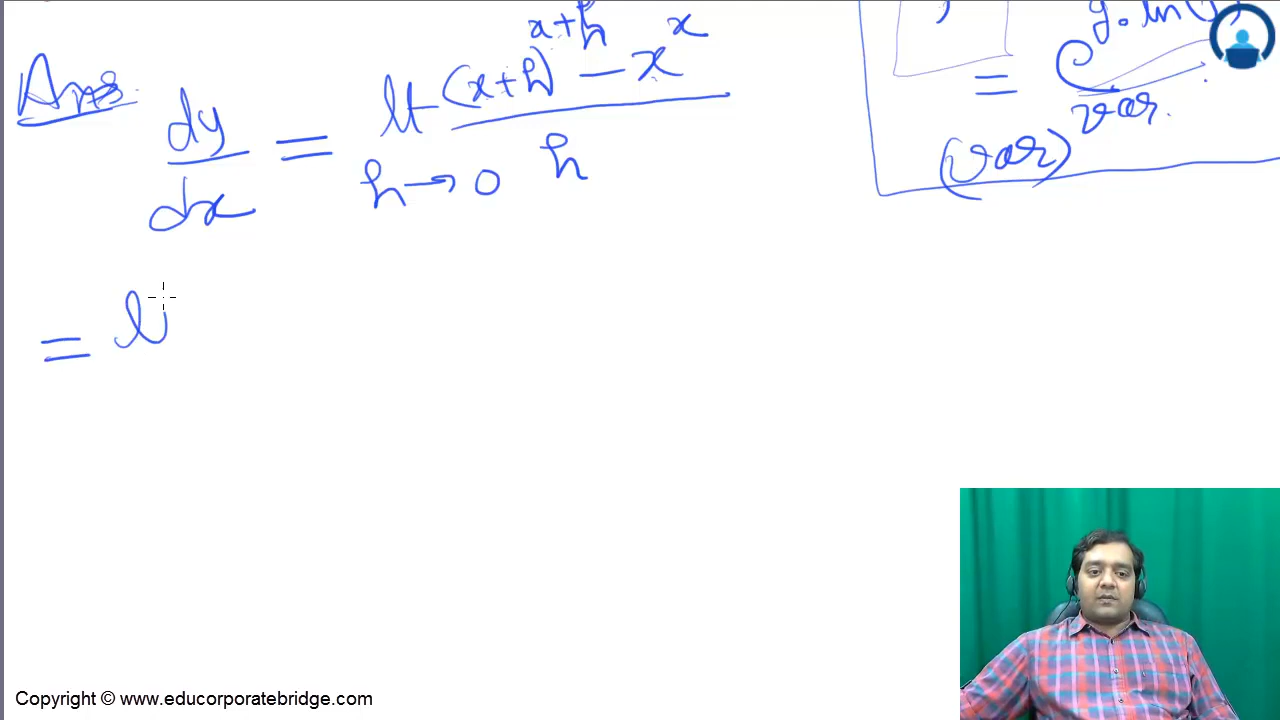 Ans
dy/dx = lt h→0 ((x+h)^(x+h) − x^x)/h
= e^(y·ln(
(var)^var.
= l
Copyright © www.educorporatebridge.com